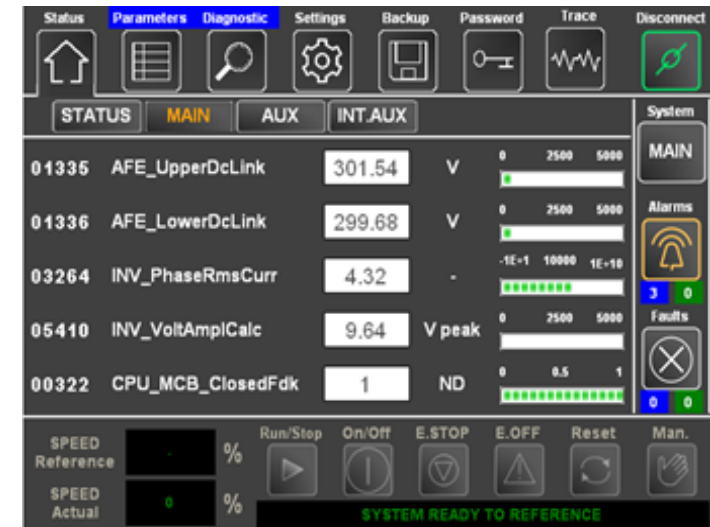 Status Parameters Diagnostic Settings Backup Password Trace Disconnect
STATUS MAIN AUX INT.AUX System
MAIN
01335 AFE_UpperDcLink 301.54 V 0 2500 5000
Alarms
01336 AFE_LowerDcLink 299.68 V 0 2500 5000
03264 INV_PhaseRmsCurr 4.32 - -1E+1 10000 1E+10
3 0
Faults
05410 INV_VoltAmplCalc 9.64 V peak 0 2500 5000
00322 CPU_MCB_ClosedFdk 1 ND 0 0.5 1
0 0
SPEED Reference - % Run/Stop On/Off E.STOP E.OFF Reset Man.
SPEED Actual 0 %
SYSTEM READY TO REFERENCE